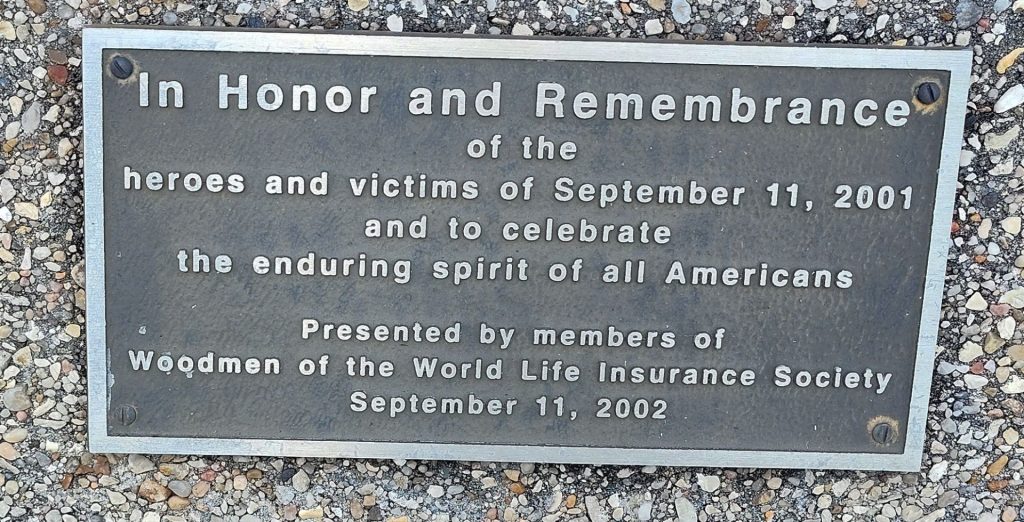 In Honor and Remembrance
of the
heroes and victims of September 11, 2001
and to celebrate
the enduring spirit of all Americans
Presented by members of
Woodmen of the World Life Insurance Society
September 11, 2002